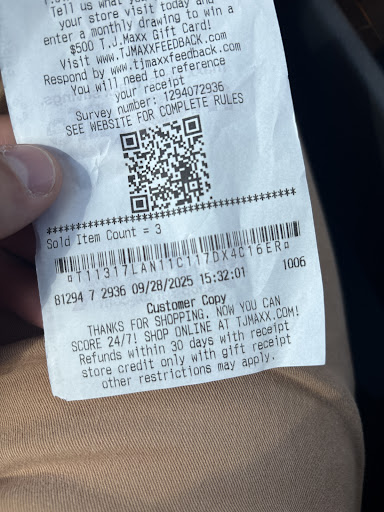 Tell us what you
your store visit today and
enter a monthly drawing to win a
$500 T.J.Maxx Gift Card!
Visit www.TJMAXXFEEDBACK.com
Respond by www.tjmaxxfeedback.com
You will need to reference
your receipt
Survey number: 1294072936
SEE WEBSITE FOR COMPLETE RULES
***********************************
Sold Item Count = 3
¤T11317LAN11C117DX4C16ER¤
81294 7 2936 09/28/2025 15:32:01 1006
Customer Copy
THANKS FOR SHOPPING. NOW YOU CAN
SCORE 24/7! SHOP ONLINE AT TJMAXX.COM!
Refunds within 30 days with receipt
store credit only with gift receipt
other restrictions may apply.